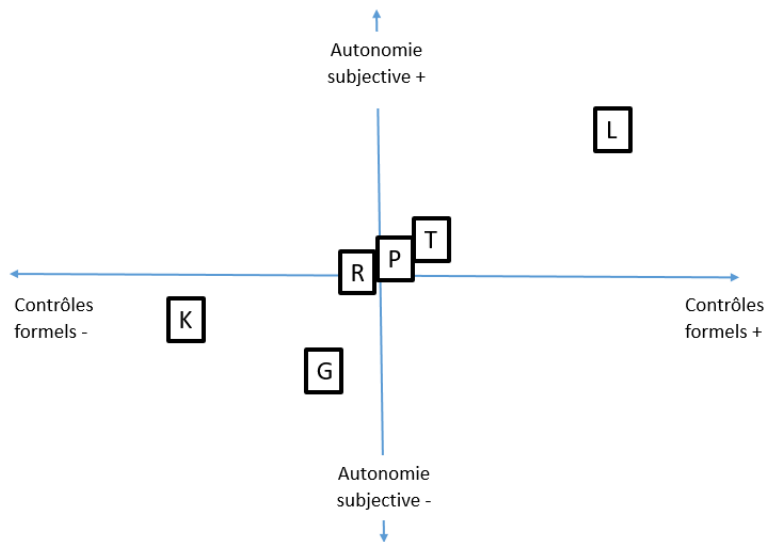 Autonomie
subjective +
L
T
P
R
Contrôles
formels -
Contrôles
formels +
K
G
Autonomie
subjective -